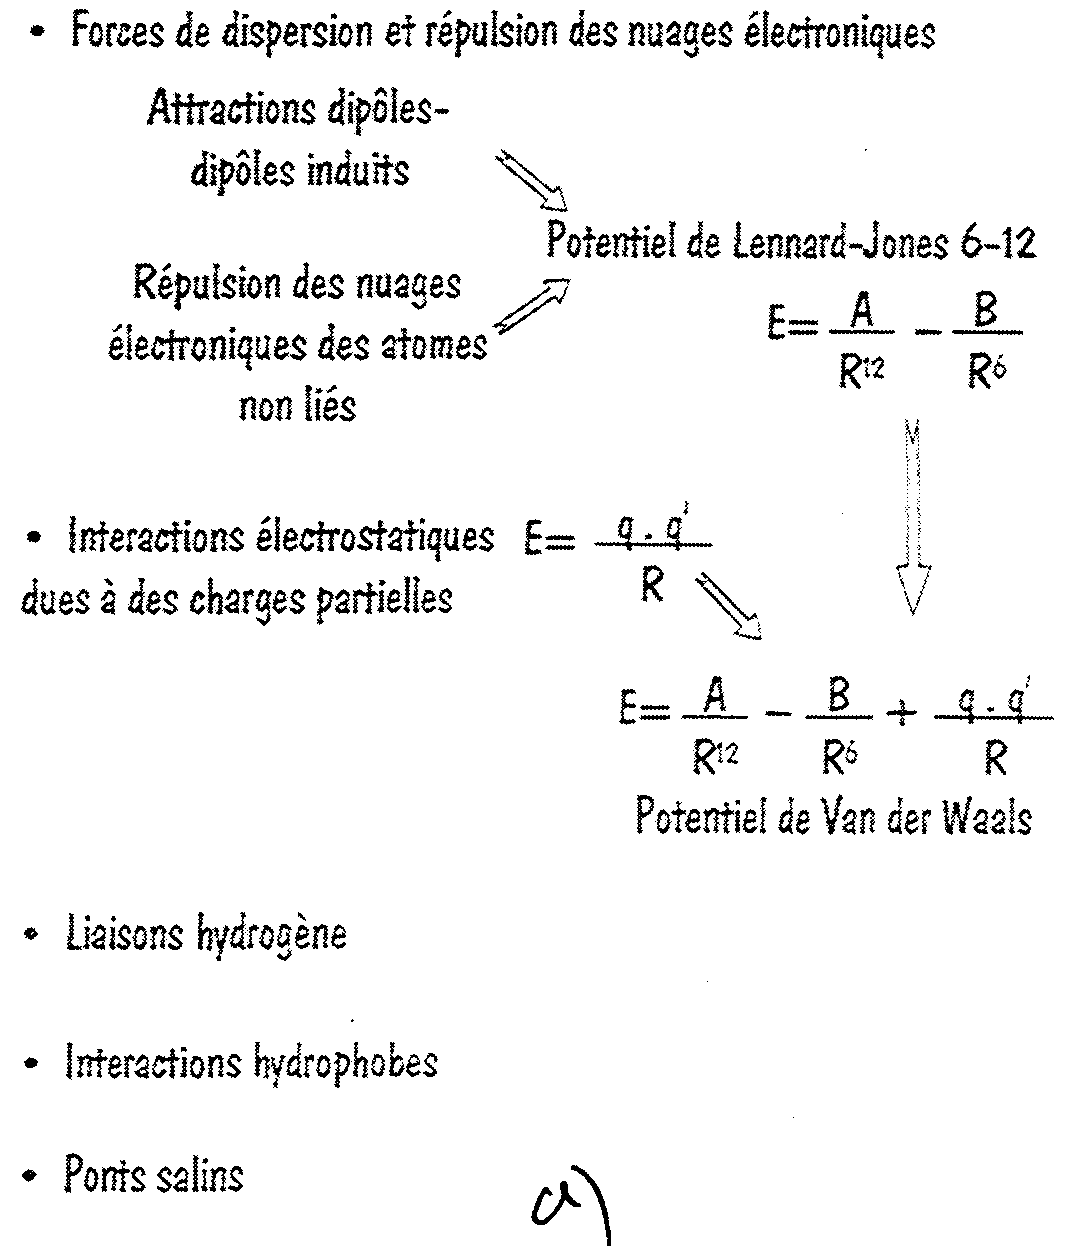 • Forces de dispersion et répulsion des nuages électroniques
Attractions dipôles-
dipôles induits
Potentiel de Lennard-Jones 6-12
Répulsion des nuages
électroniques des atomes
non liés
E= A/R¹² - B/R⁶
• Interactions électrostatiques
dues à des charges partielles
E= q.q'/R
E= A/R¹² - B/R⁶ + q.q'/R
Potentiel de Van der Waals
• Liaisons hydrogène
• Interactions hydrophobes
• Ponts salins
a)